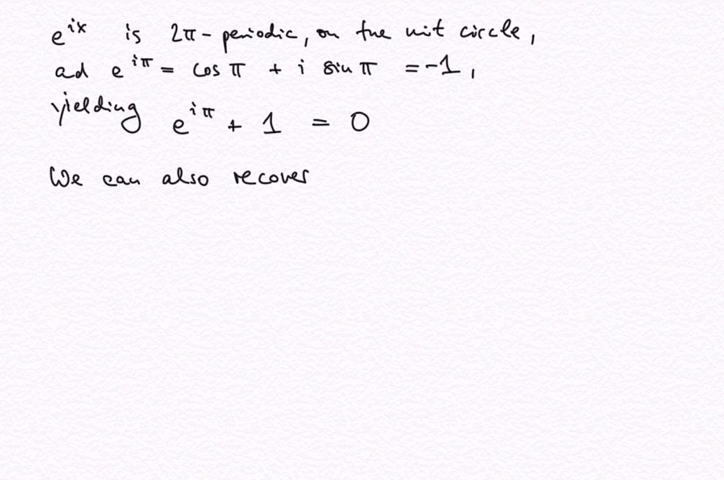 e^{ix} is 2π-periodic, on the unit circle,
ad e^{iπ} = cos π + i sin π = -1,
yielding e^{iπ} + 1 = 0
We can also recover